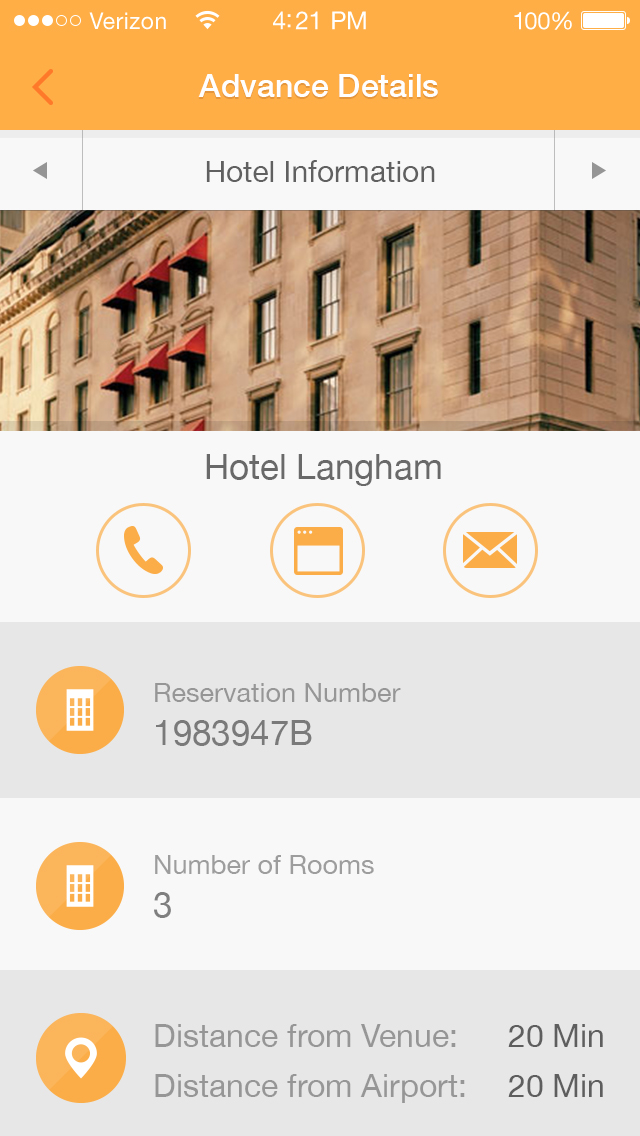 Verizon 4:21 PM 100%
Advance Details
Hotel Information
Hotel Langham
Reservation Number
1983947B
Number of Rooms
3
Distance from Venue: 20 Min
Distance from Airport: 20 Min